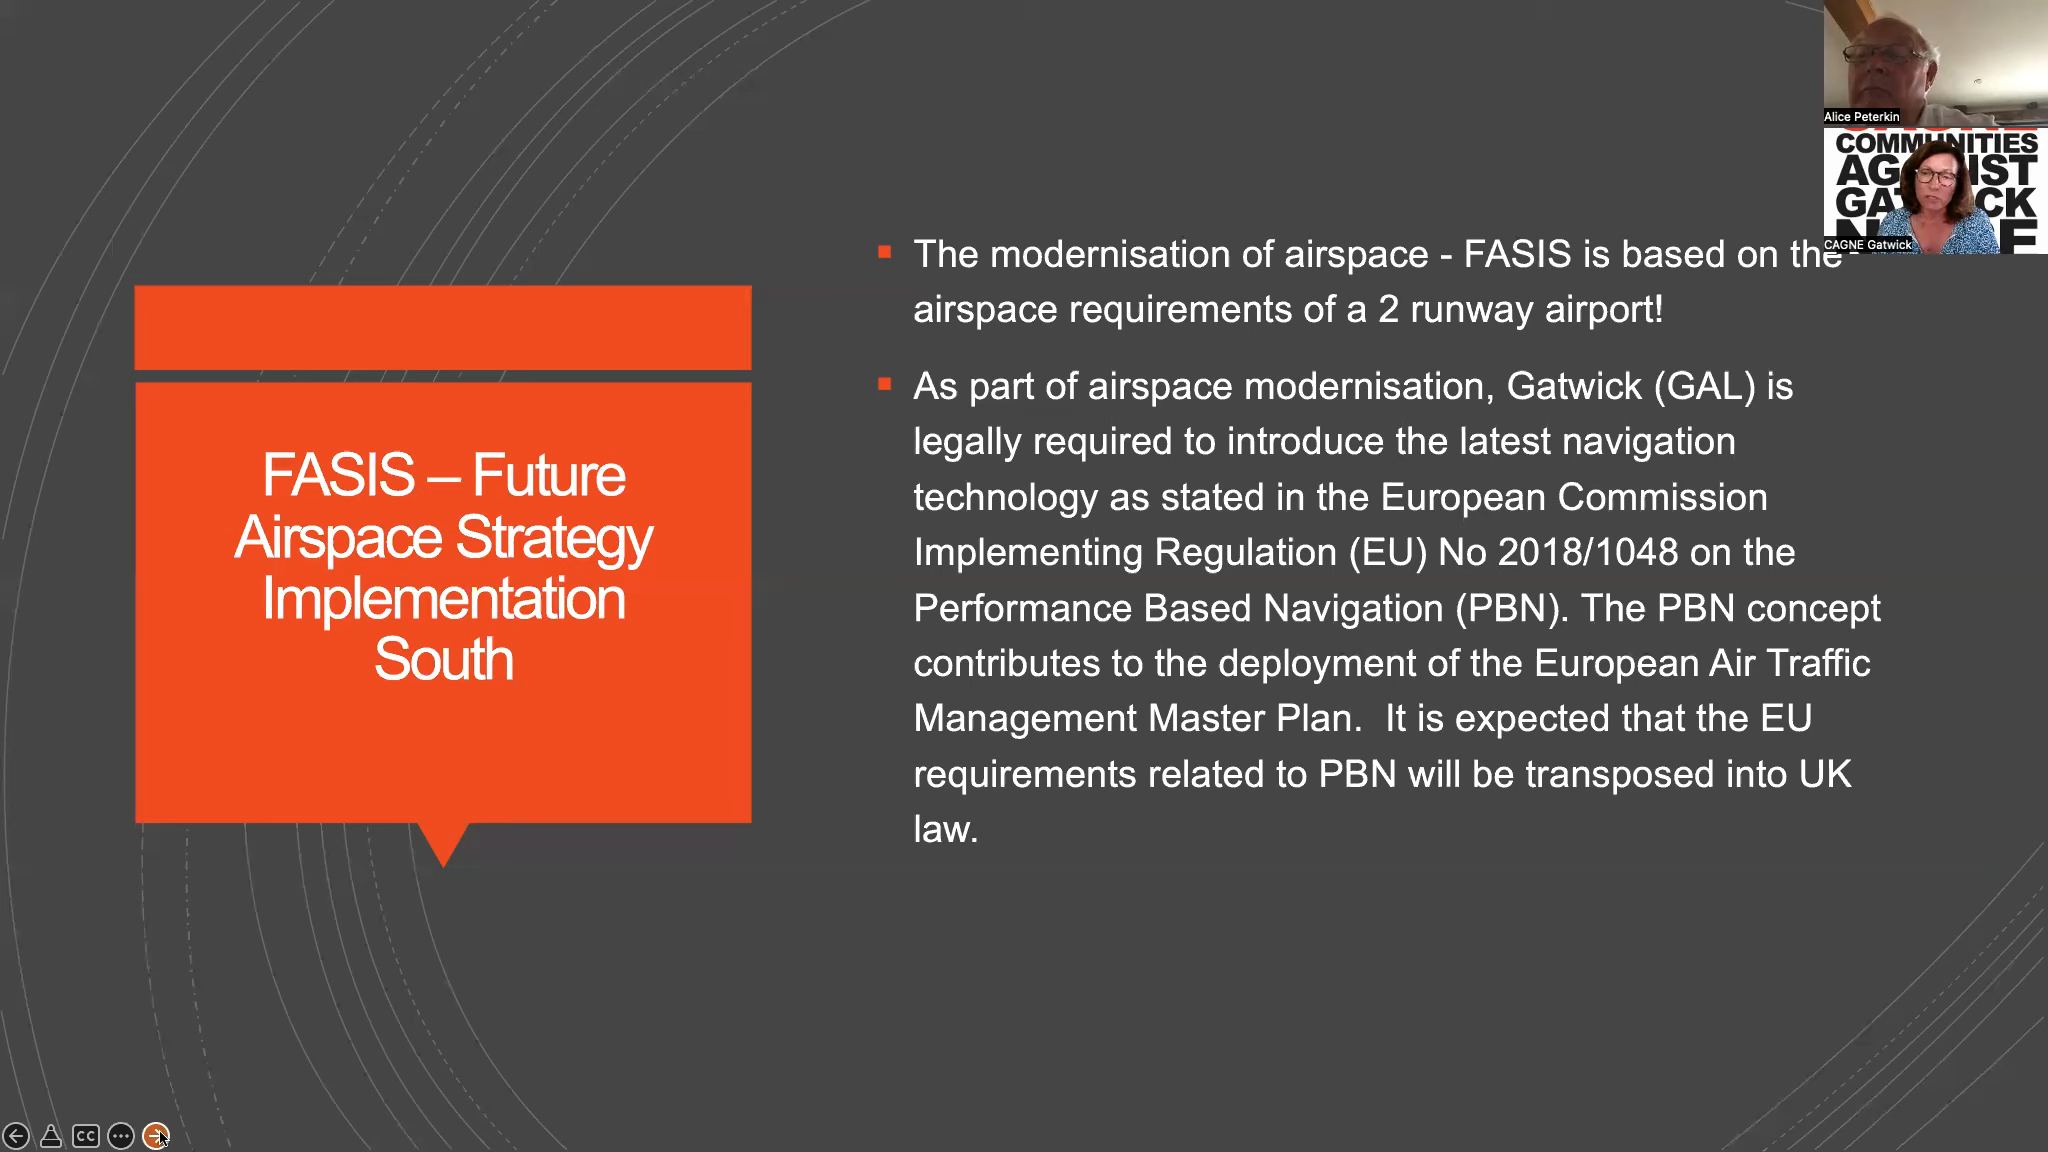 FASIS – Future
Airspace Strategy
Implementation
South
The modernisation of airspace - FASIS is based on the
airspace requirements of a 2 runway airport!
As part of airspace modernisation, Gatwick (GAL) is
legally required to introduce the latest navigation
technology as stated in the European Commission
Implementing Regulation (EU) No 2018/1048 on the
Performance Based Navigation (PBN). The PBN concept
contributes to the deployment of the European Air Traffic
Management Master Plan.  It is expected that the EU
requirements related to PBN will be transposed into UK
law.
Alice Peterkin
COMMUNITIES
AGAINST
GATWICK
CAGNE Gatwick
CC